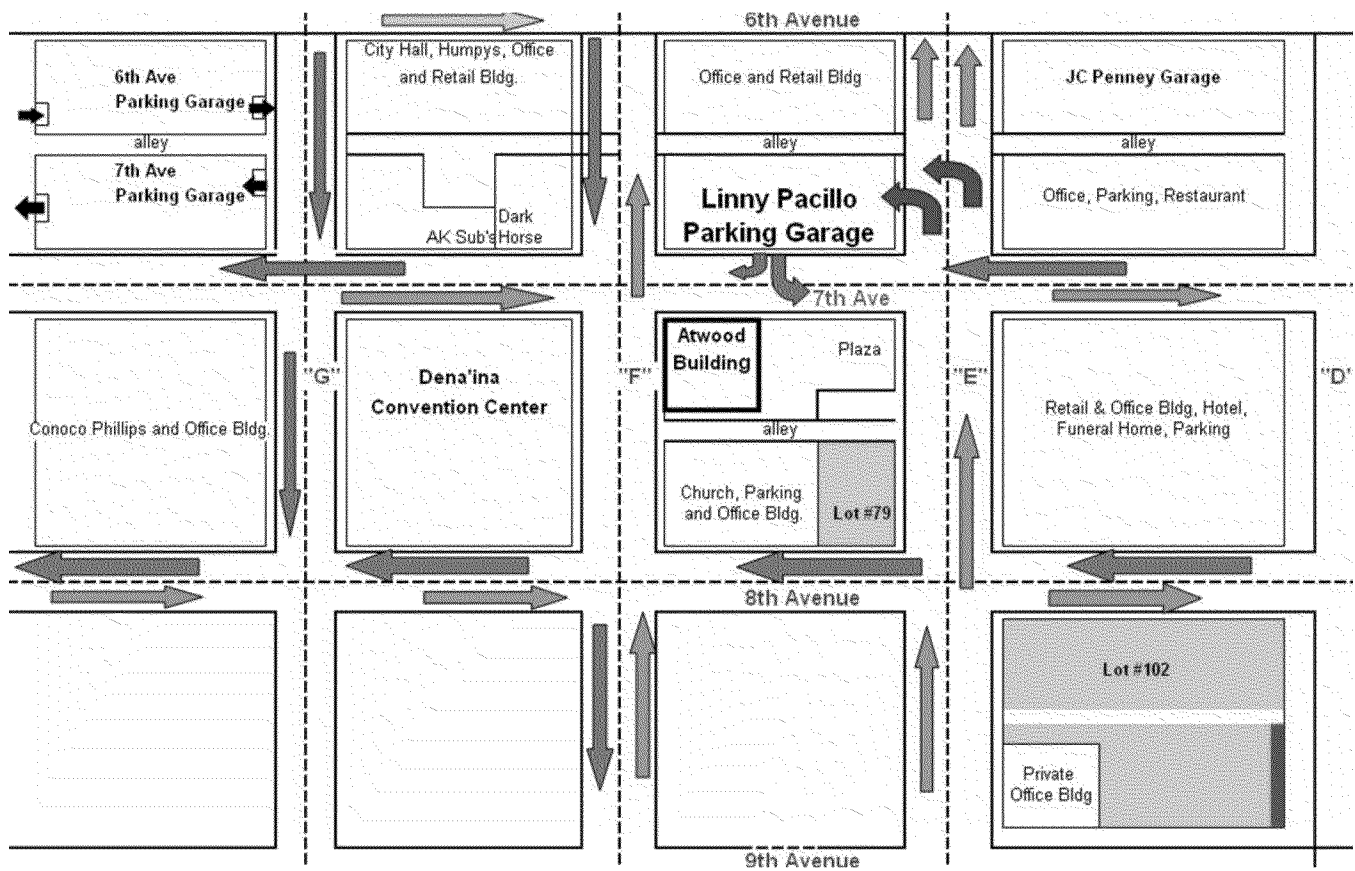 6th Avenue
6th Ave
Parking Garage
alley
7th Ave
Parking Garage
City Hall, Humpys, Office
and Retail Bldg.
Dark
AK Sub's Horse
Office and Retail Bldg
alley
Linny Pacillo
Parking Garage
JC Penney Garage
alley
Office, Parking, Restaurant
7th Ave
"G"
"F"
"E"
"D"
Conoco Phillips and Office Bldg.
Dena'ina
Convention Center
Atwood
Building
Plaza
alley
Church, Parking
and Office Bldg.
Lot #79
Retail & Office Bldg, Hotel,
Funeral Home, Parking
8th Avenue
Lot #102
Private
Office Bldg
9th Avenue